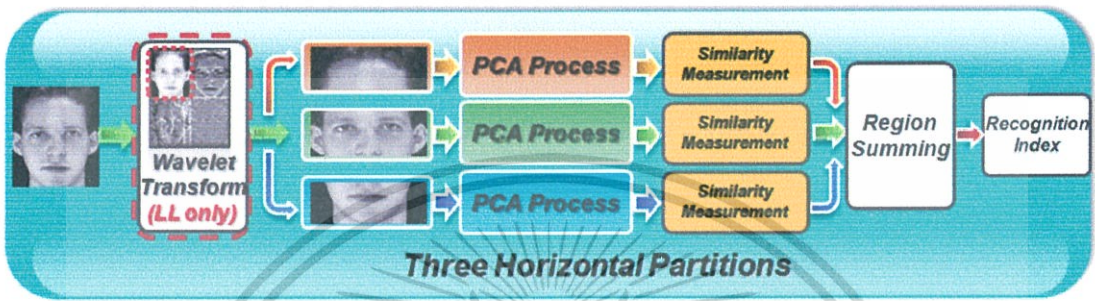 Wavelet
Transform
(LL only)
PCA Process
Similarity
Measurement
PCA Process
Similarity
Measurement
PCA Process
Similarity
Measurement
Region
Summing
Recognition
Index
Three Horizontal Partitions